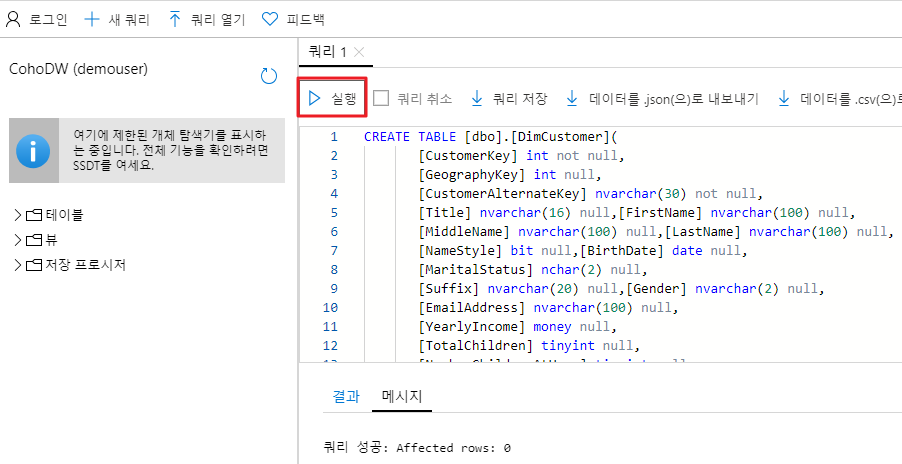 로그인 새 쿼리 쿼리 열기 피드백
CohoDW (demouser)
여기에 제한된 개체 탐색기를 표시하
는 중입니다. 전체 기능을 확인하려면
SSDT를 여세요.
테이블
뷰
저장 프로시저
쿼리 1
실행 쿼리 취소 쿼리 저장 데이터를 .json(으)로 내보내기 데이터를 .csv(으)로
1 CREATE TABLE [dbo].[DimCustomer](
2 [CustomerKey] int not null,
3 [GeographyKey] int null,
4 [CustomerAlternateKey] nvarchar(30) not null,
5 [Title] nvarchar(16) null,[FirstName] nvarchar(100) null,
6 [MiddleName] nvarchar(100) null,[LastName] nvarchar(100) null,
7 [NameStyle] bit null,[BirthDate] date null,
8 [MaritalStatus] nchar(2) null,
9 [Suffix] nvarchar(20) null,[Gender] nvarchar(2) null,
10 [EmailAddress] nvarchar(100) null,
11 [YearlyIncome] money null,
12 [TotalChildren] tinyint null,
결과 메시지
쿼리 성공: Affected rows: 0